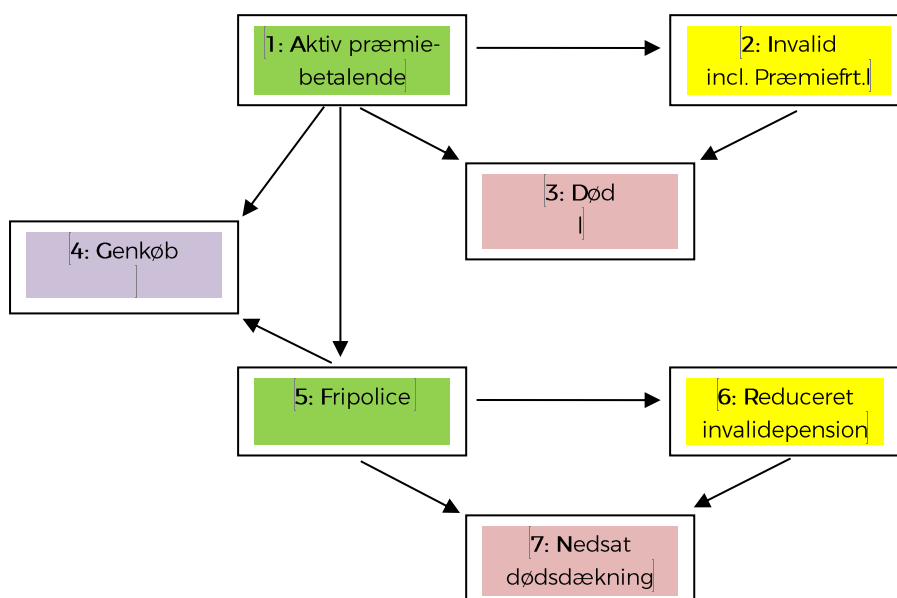 1: Aktiv præmie-
betalende
2: Invalid
incl. Præmiefrt.
3: Død
4: Genkøb
5: Fripolice
6: Reduceret
invalidepension
7: Nedsat
dødsdækning